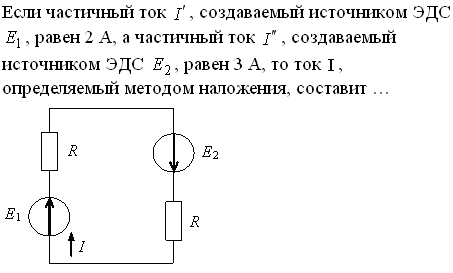 Если частичный ток I′, создаваемый источником ЭДС
E₁, равен 2 А, а частичный ток I″, создаваемый
источником ЭДС E₂, равен 3 А, то ток I,
определяемый методом наложения, составит …
R
E₂
E₁
R
I